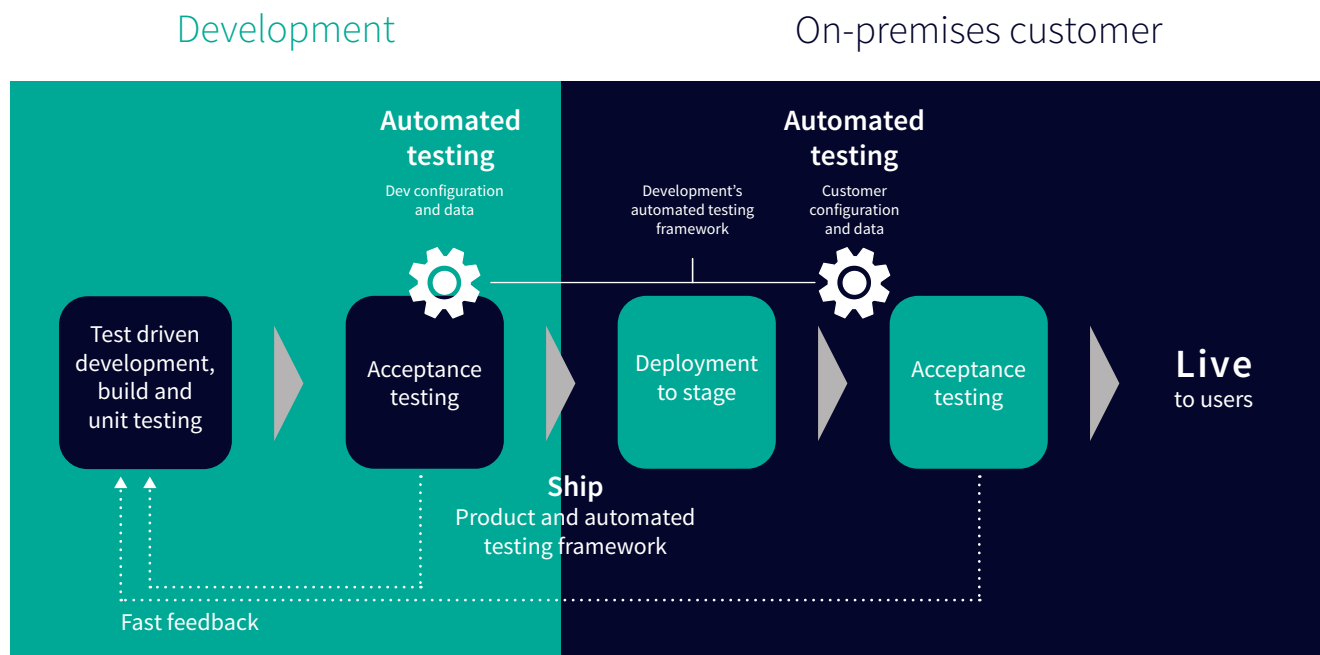 Development
On-premises customer
Automated
testing
Dev configuration
and data
Development’s
automated testing
framework
Automated
testing
Customer
configuration
and data
Test driven
development,
build and
unit testing
Acceptance
testing
Deployment
to stage
Acceptance
testing
Live
to users
Ship
Product and automated
testing framework
Fast feedback